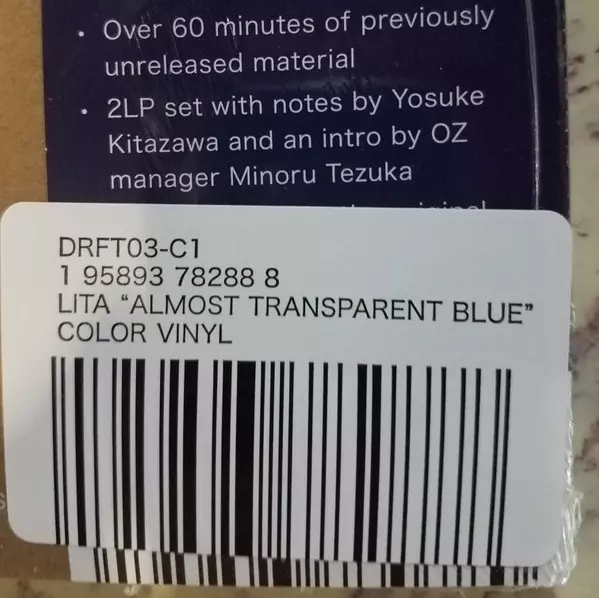 • Over 60 minutes of previously
unreleased material
• 2LP set with notes by Yosuke
Kitazawa and an intro by OZ
manager Minoru Tezuka
DRFT03-C1
1 95893 78288 8
LITA “ALMOST TRANSPARENT BLUE”
COLOR VINYL